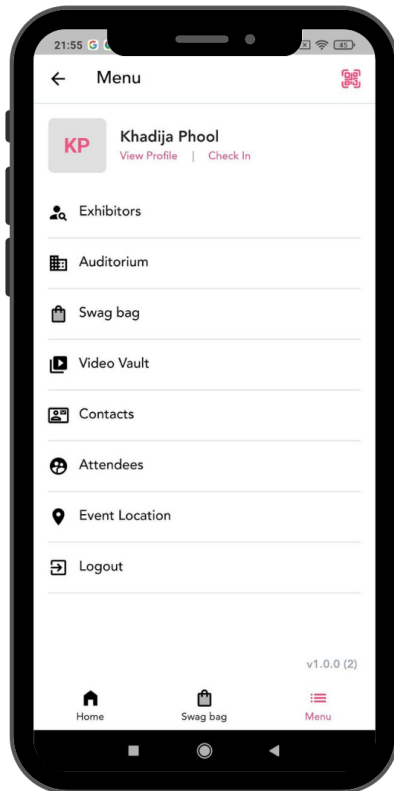 21:55 G
45
Menu
KP
Khadija Phool
View Profile | Check In
Exhibitors
Auditorium
Swag bag
Video Vault
Contacts
Attendees
Event Location
Logout
v1.0.0 (2)
Home Swag bag Menu